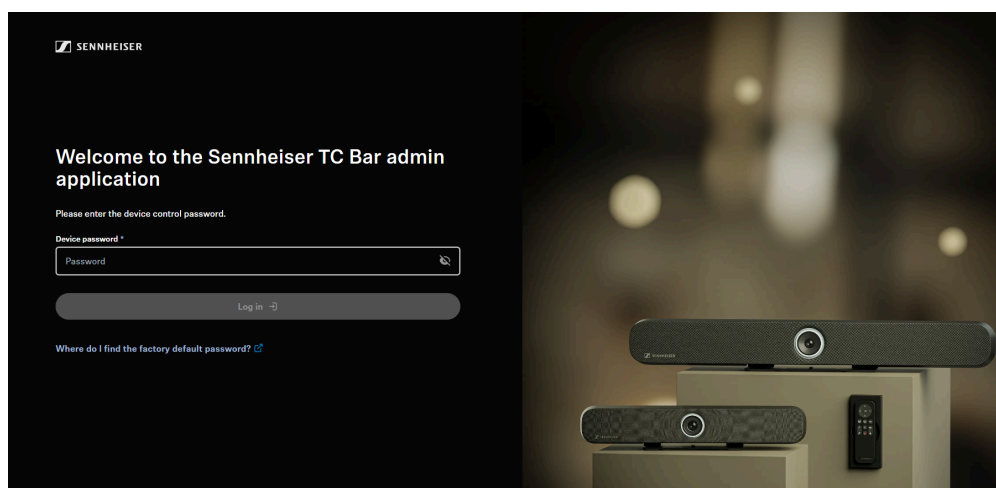 SENNHEISER
Welcome to the Sennheiser TC Bar admin
application
Please enter the device control password.
Device password *
Password
Log in
Where do I find the factory default password?
SENNHEISER